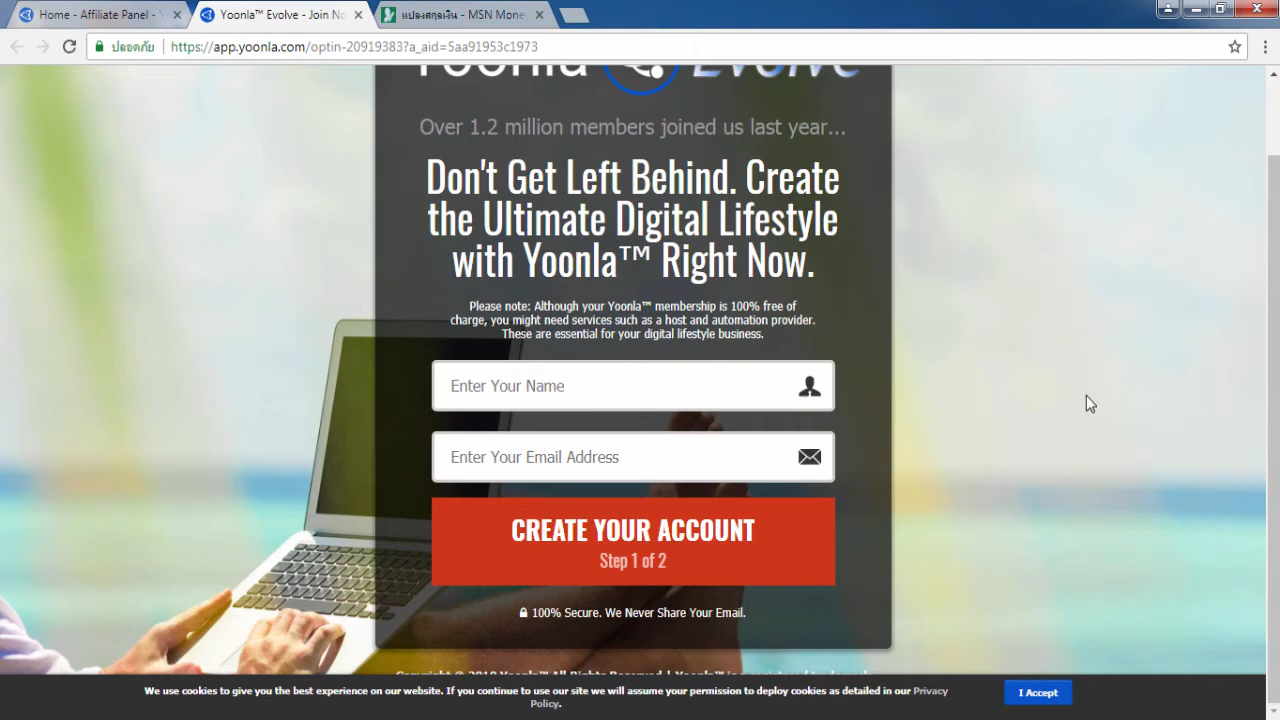 Home - Affiliate Panel - Y
Yoonla™ Evolve - Join No
แปลงสกุลเงิน - MSN Money
ปลอดภัย
https://app.yoonla.com/optin-20919383?a_aid=5aa91953c1973
Yoonla Evolve
Over 1.2 million members joined us last year...
Don't Get Left Behind. Create
the Ultimate Digital Lifestyle
with Yoonla™ Right Now.
Please note: Although your Yoonla™ membership is 100% free of
charge, you might need services such as a host and automation provider.
These are essential for your digital lifestyle business.
Enter Your Name
Enter Your Email Address
CREATE YOUR ACCOUNT
Step 1 of 2
100% Secure. We Never Share Your Email.
We use cookies to give you the best experience on our website. If you continue to use our site we will assume your permission to deploy cookies as detailed in our Privacy
Policy.
I Accept